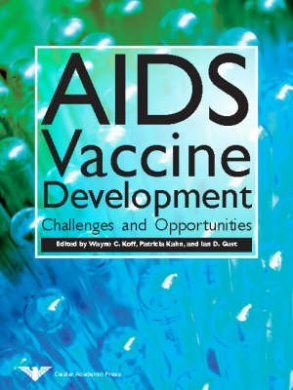 AIDS
Vaccine
Development
Challenges and Opportunities
Edited by Wayne C. Koff, Patricia Kahn, and Ian D. Gust
Caister Academic Press